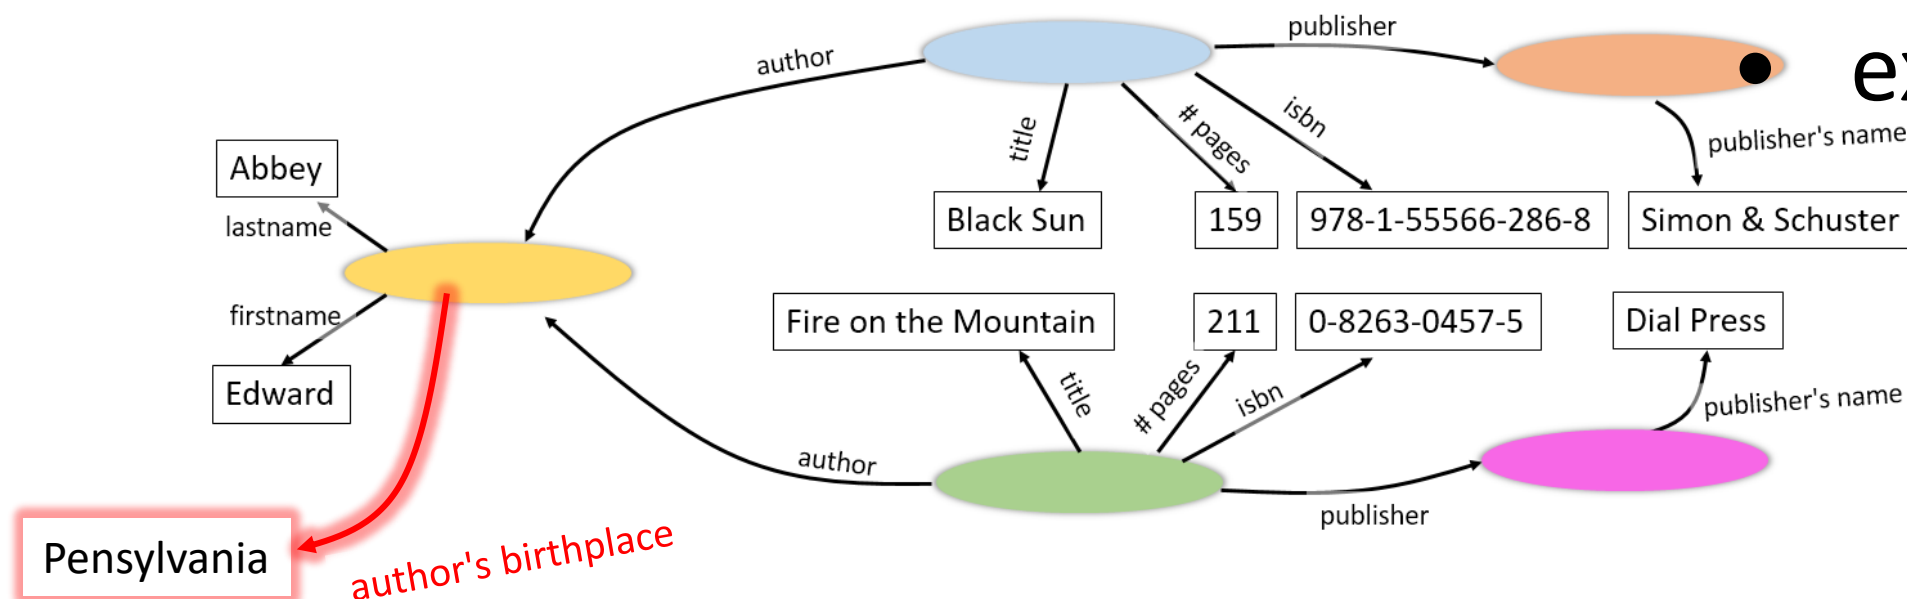 publisher
author
ex
title
# pages
isbn
publisher's name
Abbey
lastname
Black Sun
159
978-1-55566-286-8
Simon & Schuster
firstname
Edward
Fire on the Mountain
211
0-8263-0457-5
Dial Press
title
# pages
isbn
publisher's name
author
publisher
Pensylvania
author's birthplace